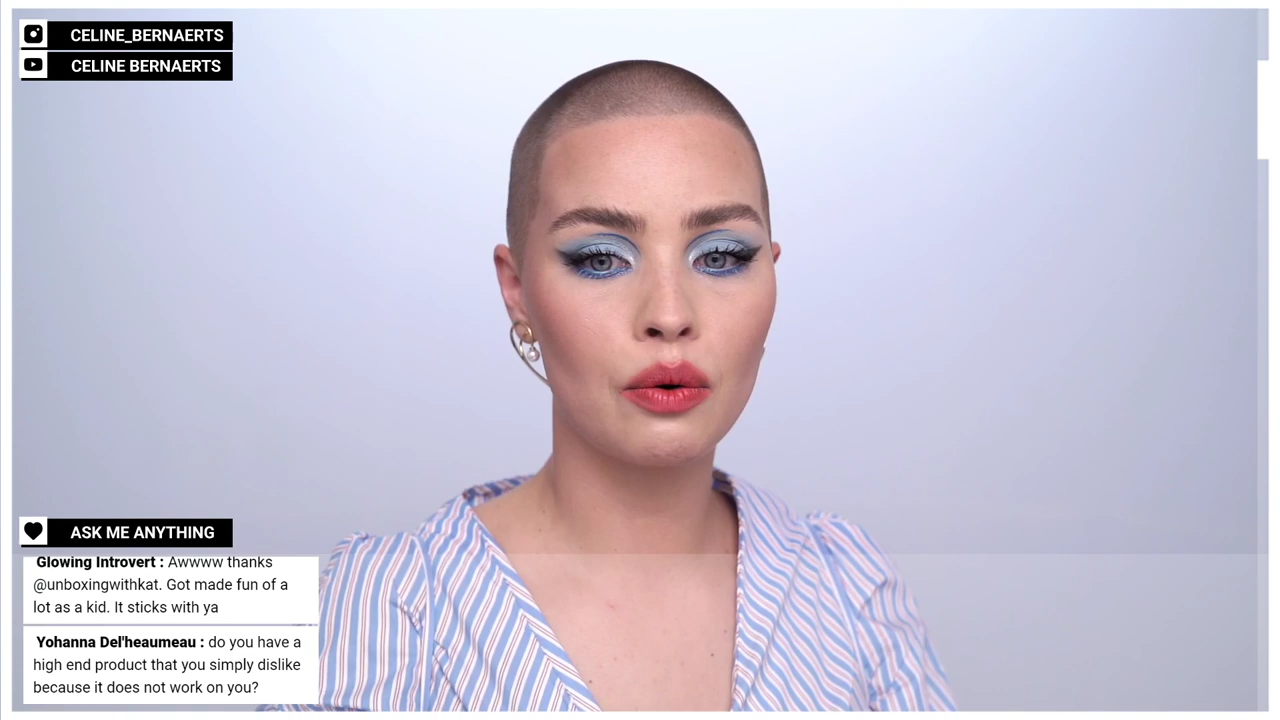 CELINE_BERNAERTS
CELINE BERNAERTS
ASK ME ANYTHING
Glowing Introvert : Awwww thanks
@unboxingwithkat. Got made fun of a
lot as a kid. It sticks with ya
Yohanna Del'heaumeau : do you have a
high end product that you simply dislike
because it does not work on you?